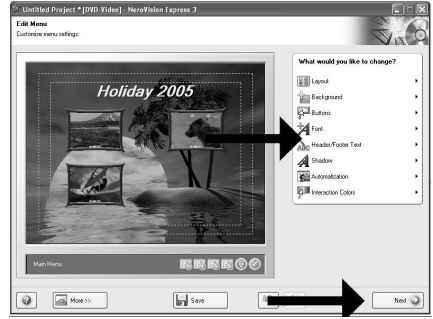 Untitled Project *[DVD-Video] - NeroVision Express 3
Edit Menu
Customize menu settings.
What would you like to change?
Layout
Background
Buttons
Font
Header/Footer Text
Shadow
Automatization
Interaction Colors
Holiday 2005
Main Menu
More >>
Save
Next